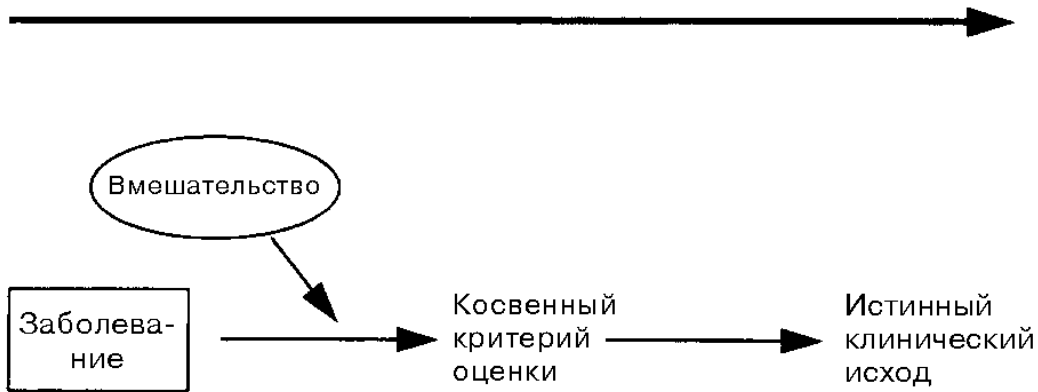 Вмешательство
Заболева-
ние
Косвенный
критерий
оценки
Истинный
клинический
исход